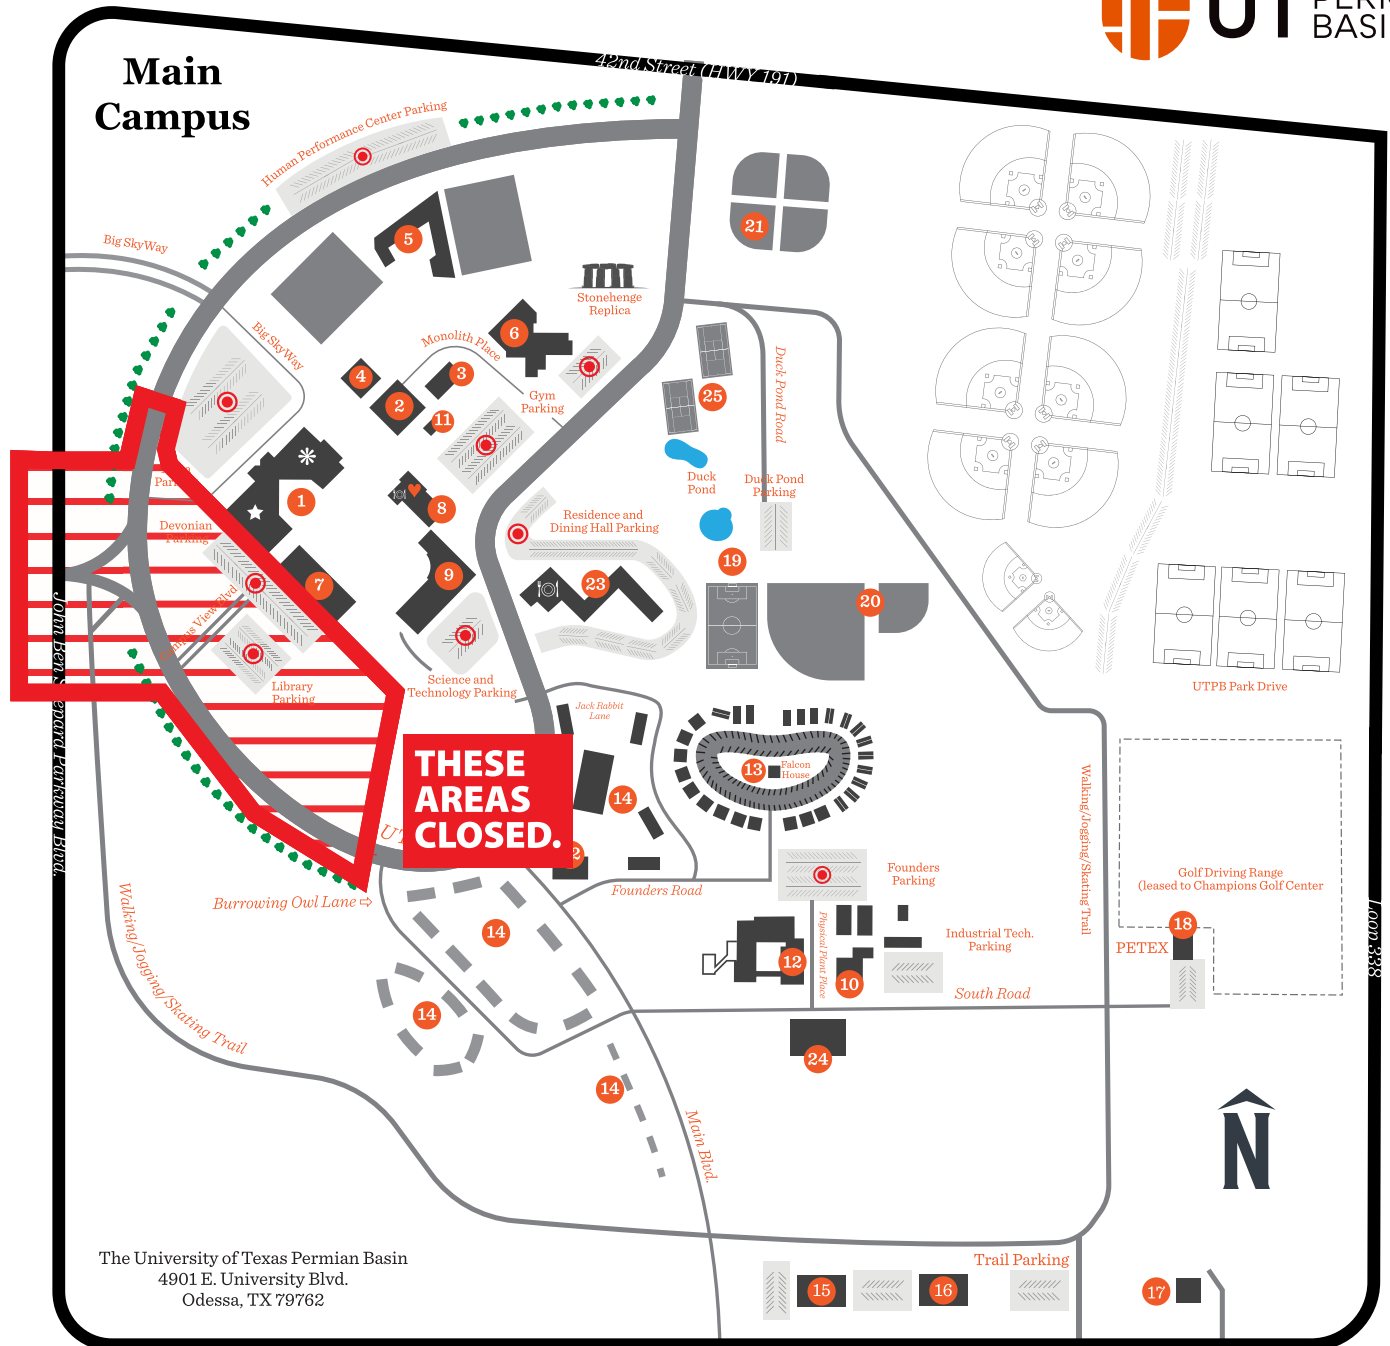 UT
BASI
Main
Campus
42nd Street (HWY 191)
Human Performance Center Parking
Big SkyWay
5
21
Stonehenge
Replica
Big SkyWay
Monolith Place
6
4
3
2
11
Gym
Parking
25
Duck Pond Road
1
8
Duck
Pond
Duck Pond
Parking
Residence and
Dining Hall Parking
Devonian
Parking
7
9
23
19
20
Campus View Blvd
Library
Parking
Science and
Technology Parking
UTPB Park Drive
Jack Rabbit
Lane
THESE
AREAS
CLOSED.
14
13
Falcon
House
Walking/Jogging/Skating Trail
Founders Road
Founders
Parking
Golf Driving Range
(leased to Champions Golf Center
Burrowing Owl Lane
14
Physical Plant Place
Industrial Tech.
Parking
18
PETEX
12
10
South Road
Loop 338
14
24
Walking/Jogging/Skating Trail
14
Main Blvd.
N
The University of Texas Permian Basin
4901 E. University Blvd.
Odessa, TX 79762
Trail Parking
15
16
17